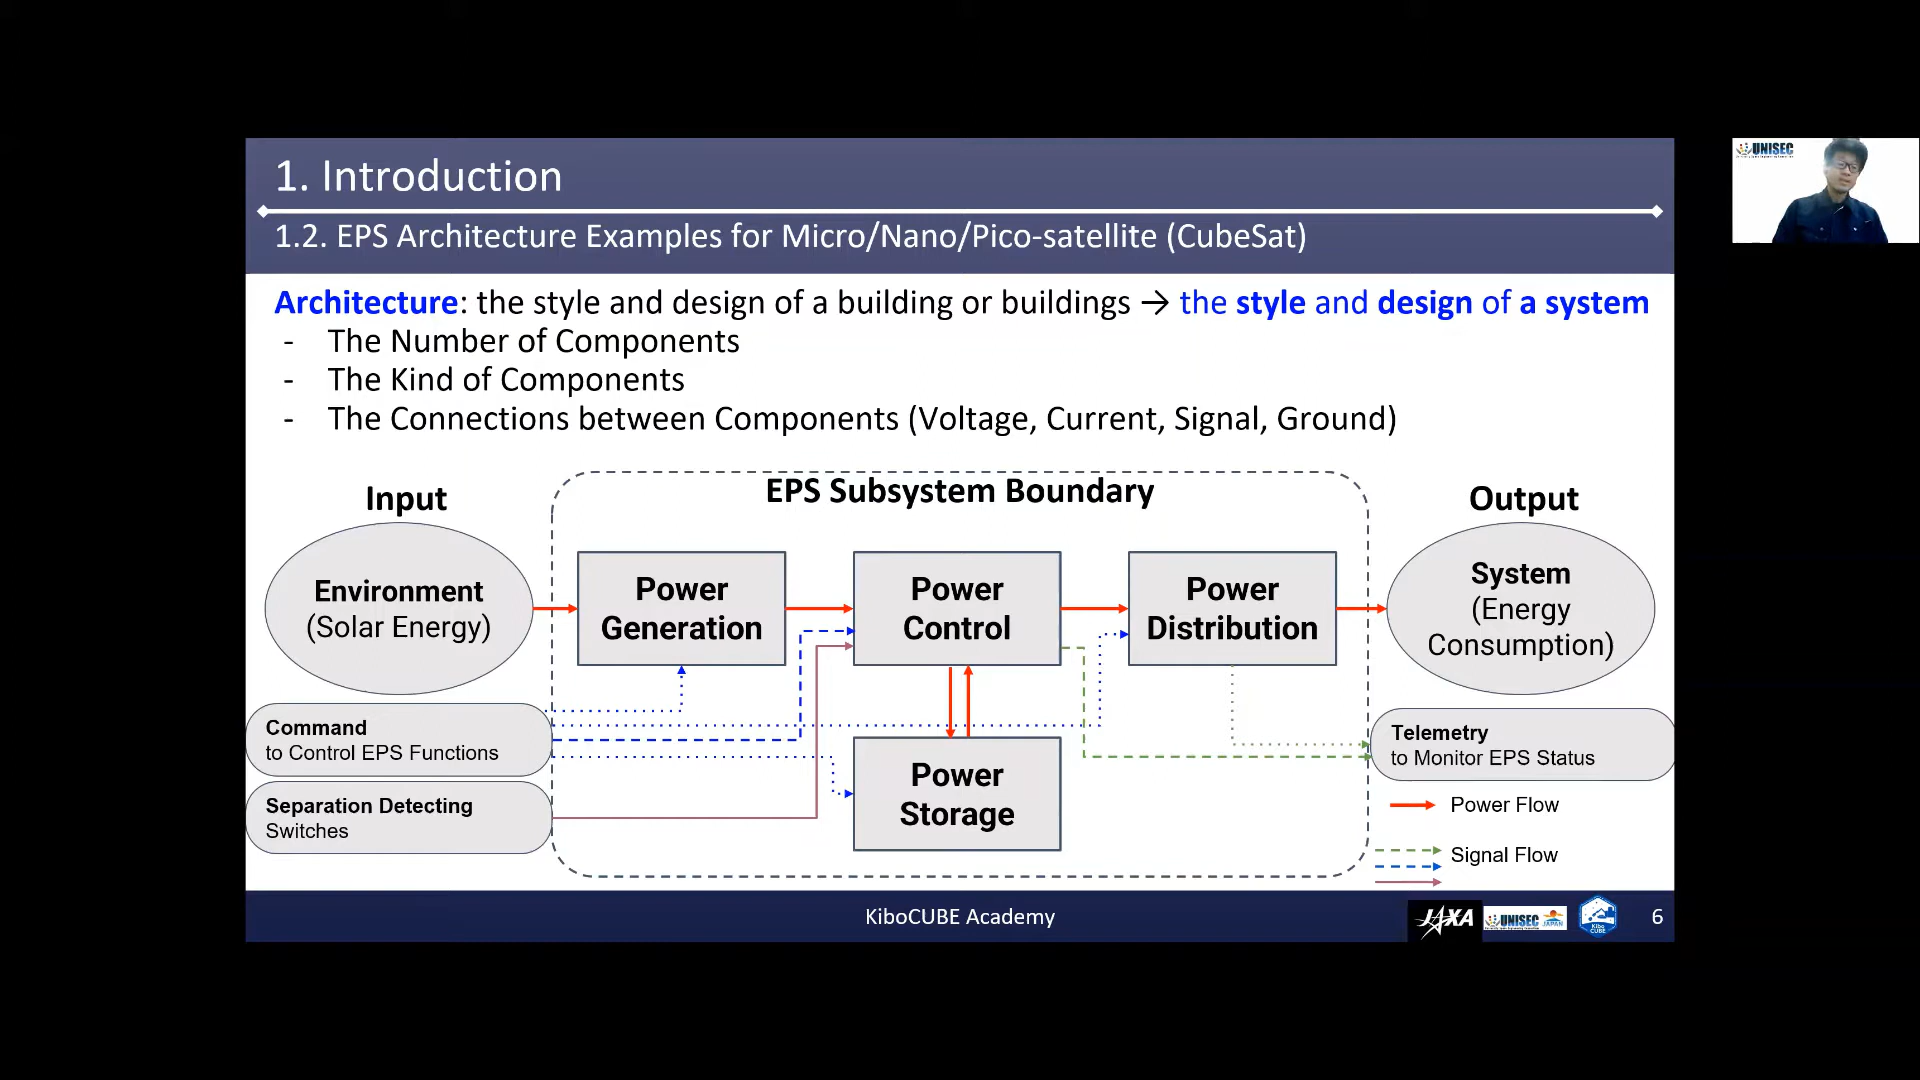 1. Introduction
1.2. EPS Architecture Examples for Micro/Nano/Pico-satellite (CubeSat)
Architecture: the style and design of a building or buildings → the style and design of a system
- The Number of Components
- The Kind of Components
- The Connections between Components (Voltage, Current, Signal, Ground)
Input
EPS Subsystem Boundary
Output
Environment
(Solar Energy)
Power
Generation
Power
Control
Power
Distribution
System
(Energy
Consumption)
Command
to Control EPS Functions
Separation Detecting
Switches
Power
Storage
Telemetry
to Monitor EPS Status
Power Flow
Signal Flow
KiboCUBE Academy
JAXA
UNISEC
JAPAN
Kibo
CUBE
6
UNISEC